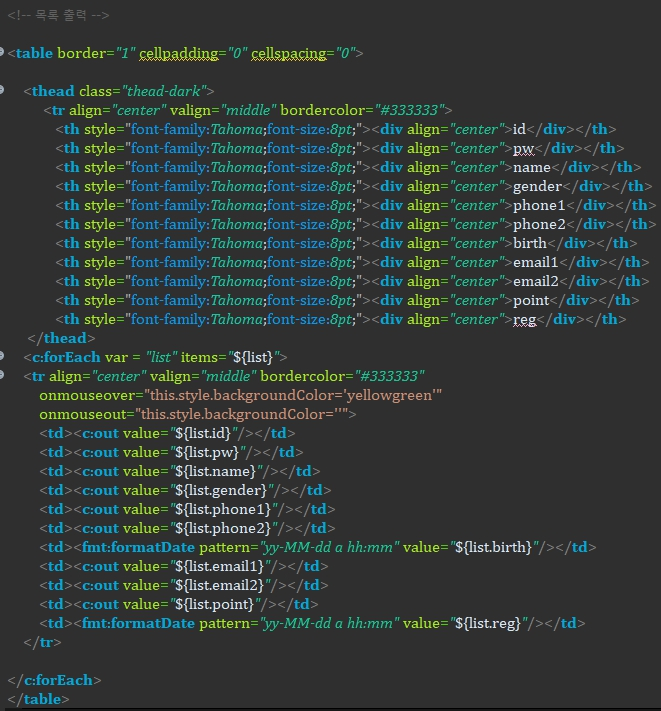 <!-- 목록 출력 -->
<table border="1" cellpadding="0" cellspacing="0">
<thead class="thead-dark">
<tr align="center" valign="middle" bordercolor="#333333">
<th style="font-family:Tahoma;font-size:8pt;"><div align="center">id</div></th>
<th style="font-family:Tahoma;font-size:8pt;"><div align="center">pw</div></th>
<th style="font-family:Tahoma;font-size:8pt;"><div align="center">name</div></th>
<th style="font-family:Tahoma;font-size:8pt;"><div align="center">gender</div></th>
<th style="font-family:Tahoma;font-size:8pt;"><div align="center">phone1</div></th>
<th style="font-family:Tahoma;font-size:8pt;"><div align="center">phone2</div></th>
<th style="font-family:Tahoma;font-size:8pt;"><div align="center">birth</div></th>
<th style="font-family:Tahoma;font-size:8pt;"><div align="center">email1</div></th>
<th style="font-family:Tahoma;font-size:8pt;"><div align="center">email2</div></th>
<th style="font-family:Tahoma;font-size:8pt;"><div align="center">point</div></th>
<th style="font-family:Tahoma;font-size:8pt;"><div align="center">reg</div></th>
</thead>
<c:forEach var = "list" items="${list}">
<tr align="center" valign="middle" bordercolor="#333333"
onmouseover="this.style.backgroundColor='yellowgreen'"
onmouseout="this.style.backgroundColor=''">
<td><c:out value="${list.id}"/></td>
<td><c:out value="${list.pw}"/></td>
<td><c:out value="${list.name}"/></td>
<td><c:out value="${list.gender}"/></td>
<td><c:out value="${list.phone1}"/></td>
<td><c:out value="${list.phone2}"/></td>
<td><fmt:formatDate pattern="yy-MM-dd a hh:mm" value="${list.birth}"/></td>
<td><c:out value="${list.email1}"/></td>
<td><c:out value="${list.email2}"/></td>
<td><c:out value="${list.point}"/></td>
<td><fmt:formatDate pattern="yy-MM-dd a hh:mm" value="${list.reg}"/></td>
</tr>
</c:forEach>
</table>